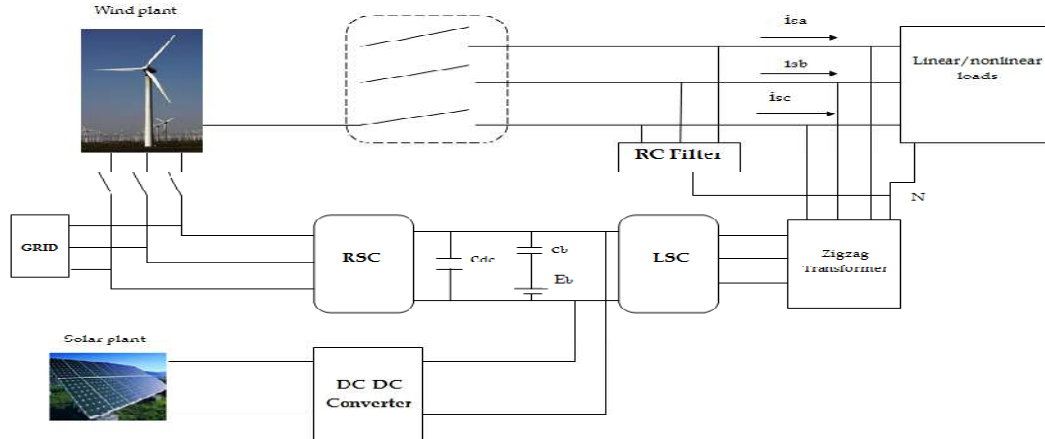 Wind plant
isa
isb
isc
Linear/nonlinear
loads
RC Filter
N
GRID
RSC
Cdc
Cb
Eb
LSC
Zigzag
Transformer
Solar plant
DC DC
Converter